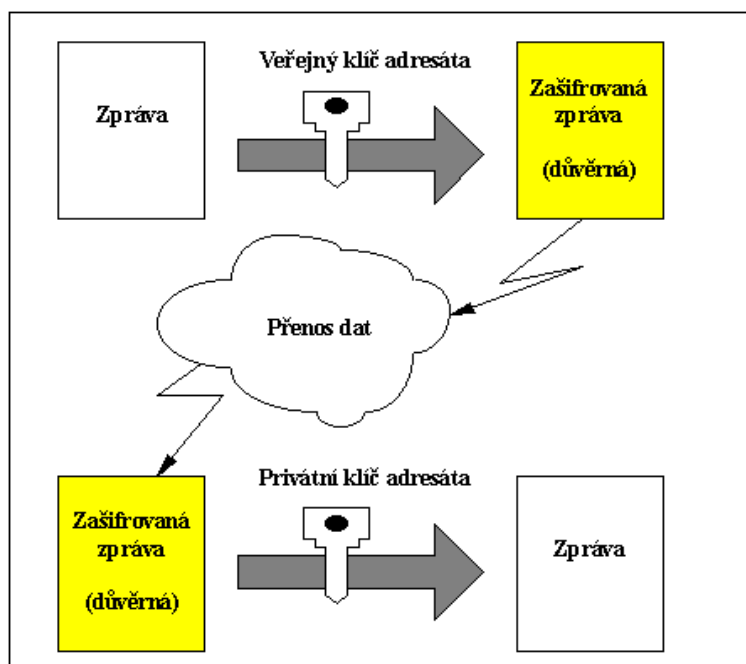 Veřejný klíč adresáta
Zpráva
Zašifrovaná
zpráva
(důvěrná)
Přenos dat
Privátní klíč adresáta
Zašifrovaná
zpráva
(důvěrná)
Zpráva